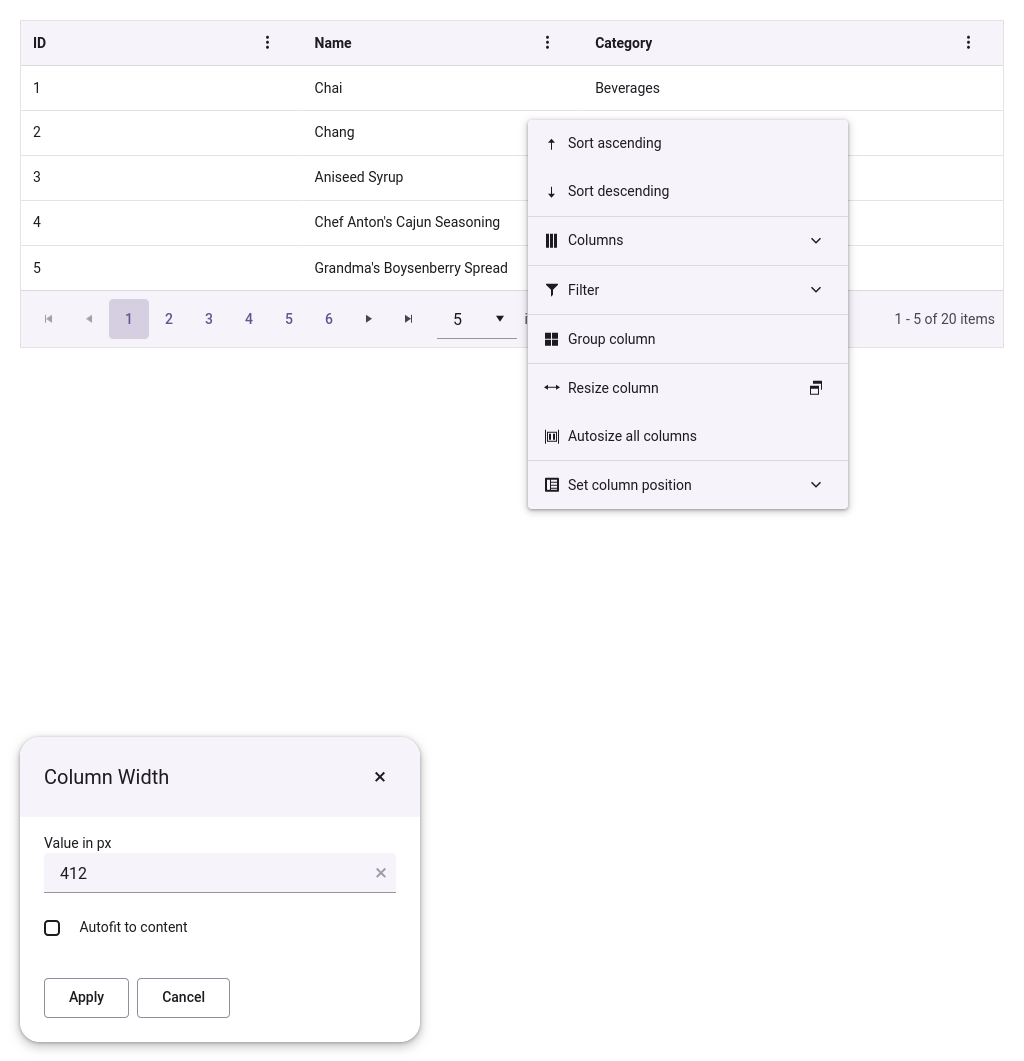 ID Name Category
1 Chai Beverages
2 Chang
3 Aniseed Syrup
4 Chef Anton's Cajun Seasoning
5 Grandma's Boysenberry Spread
1 2 3 4 5 6 5 1 - 5 of 20 items
Sort ascending
Sort descending
Columns
Filter
Group column
Resize column
Autosize all columns
Set column position
Column Width
Value in px
412
Autofit to content
Apply Cancel